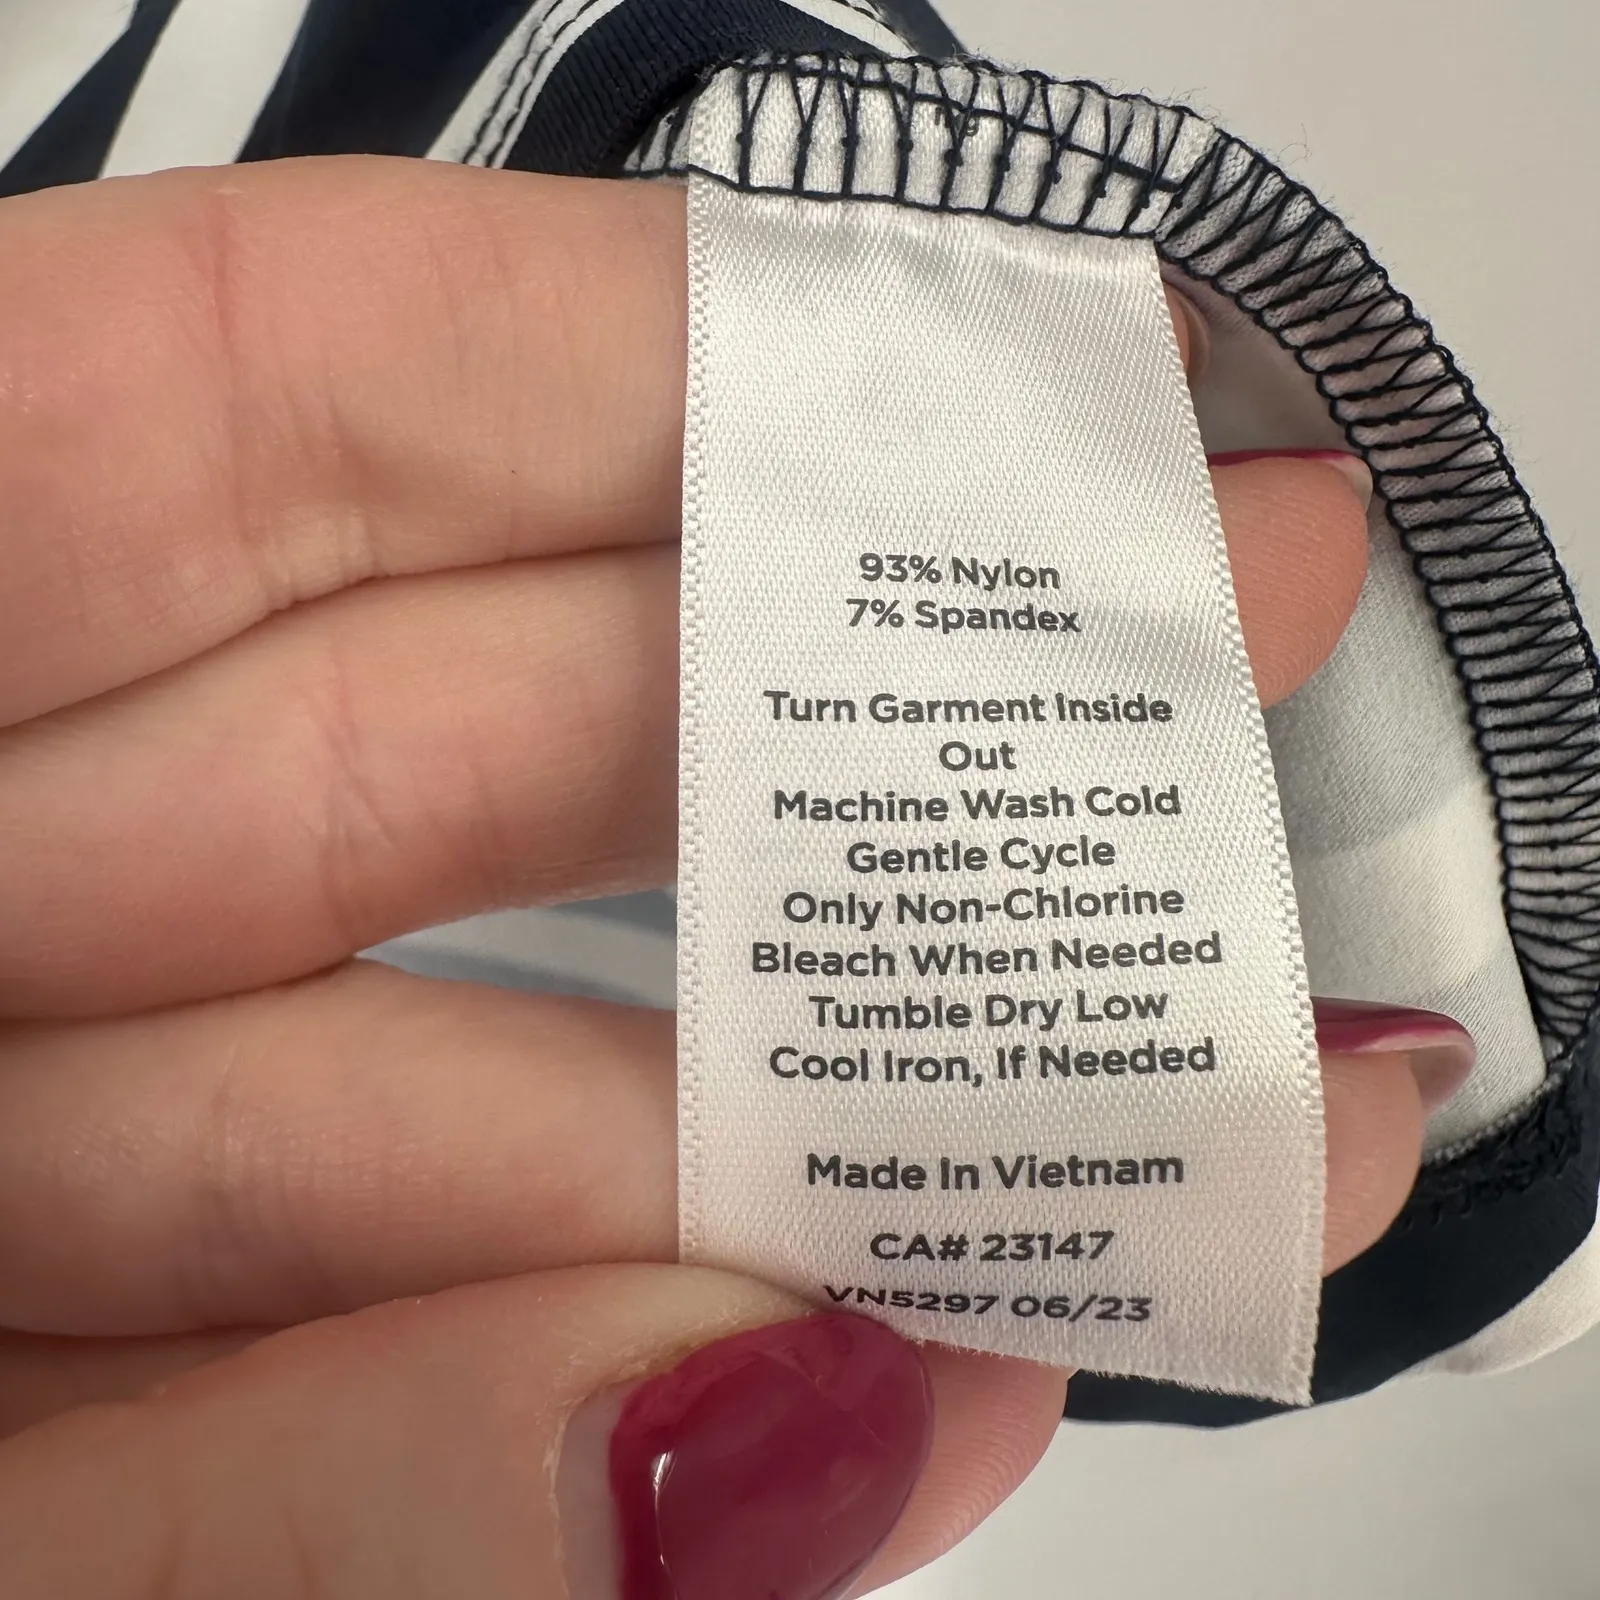 93% Nylon
7% Spandex
Turn Garment Inside
Out
Machine Wash Cold
Gentle Cycle
Only Non-Chlorine
Bleach When Needed
Tumble Dry Low
Cool Iron, If Needed
Made In Vietnam
CA# 23147
VN5297 06/23